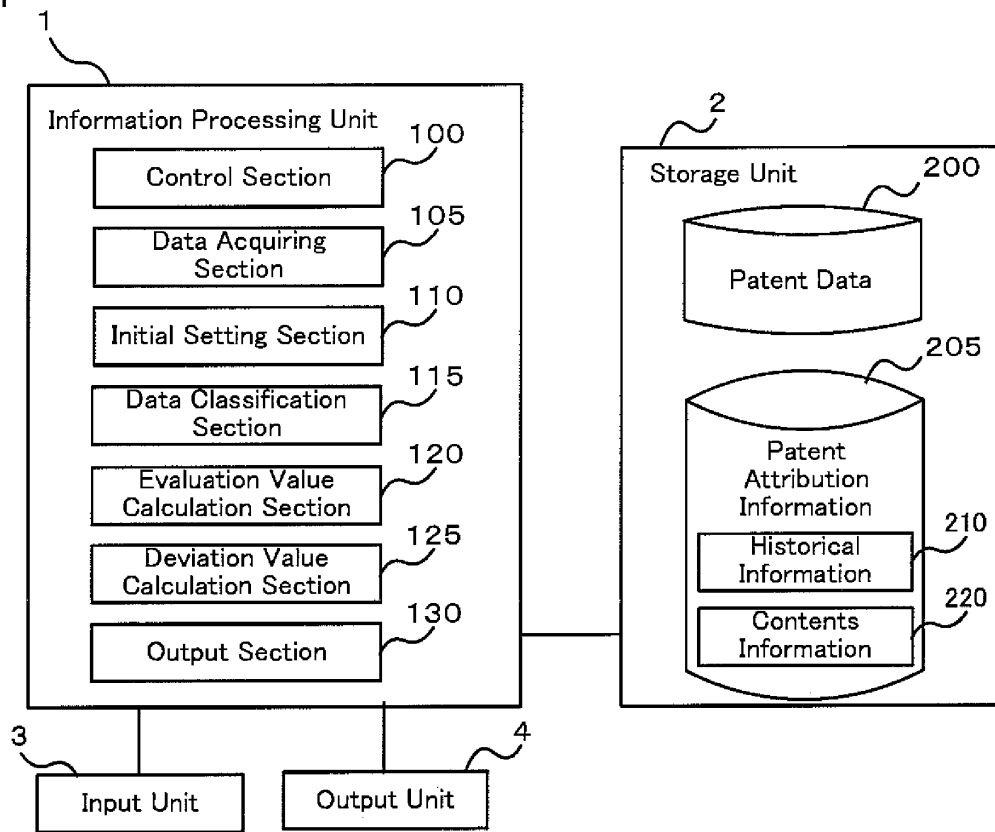 1
Information Processing Unit
100
Control Section
105
Data Acquiring
Section
110
Initial Setting Section
115
Data Classification
Section
120
Evaluation Value
Calculation Section
125
Deviation Value
Calculation Section
130
Output Section
2
Storage Unit
200
Patent Data
205
Patent
Attribution
Information
210
Historical
Information
220
Contents
Information
3
Input Unit
4
Output Unit